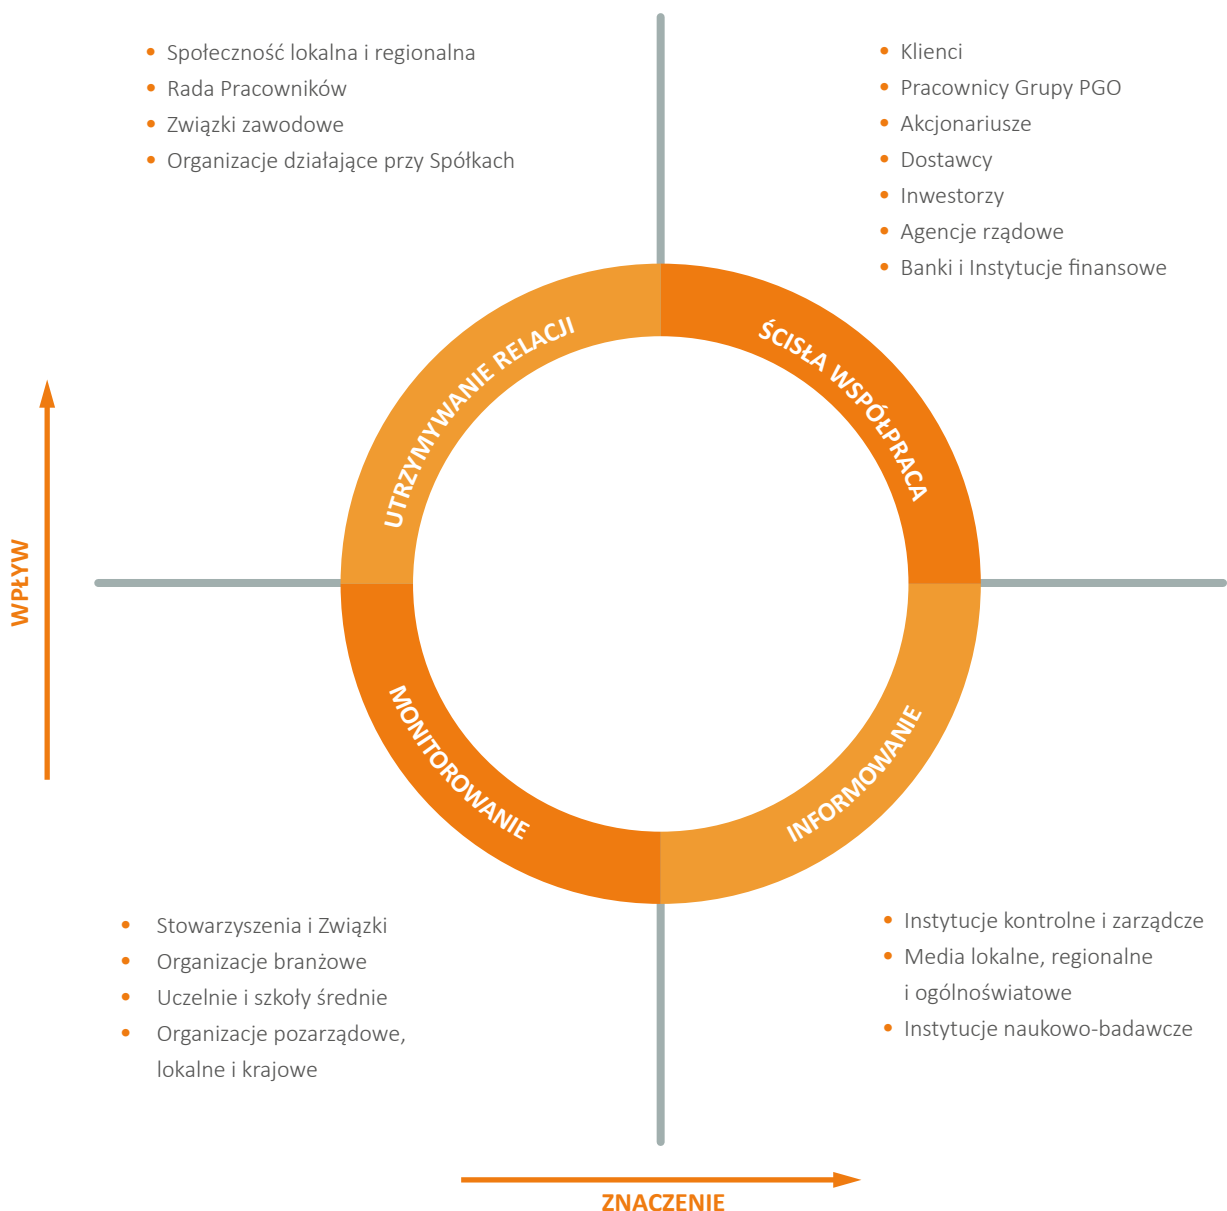 • Społeczność lokalna i regionalna
• Rada Pracowników
• Związki zawodowe
• Organizacje działające przy Spółkach
• Klienci
• Pracownicy Grupy PGO
• Akcjonariusze
• Dostawcy
• Inwestorzy
• Agencje rządowe
• Banki i Instytucje finansowe
UTRZYMYWANIE RELACJI
ŚCISŁA WSPÓŁPRACA
WPŁYW
MONITOROWANIE
INFORMOWANIE
• Stowarzyszenia i Związki
• Organizacje branżowe
• Uczelnie i szkoły średnie
• Organizacje pozarządowe,
lokalne i krajowe
• Instytucje kontrolne i zarządcze
• Media lokalne, regionalne
i ogólnoświatowe
• Instytucje naukowo-badawcze
ZNACZENIE